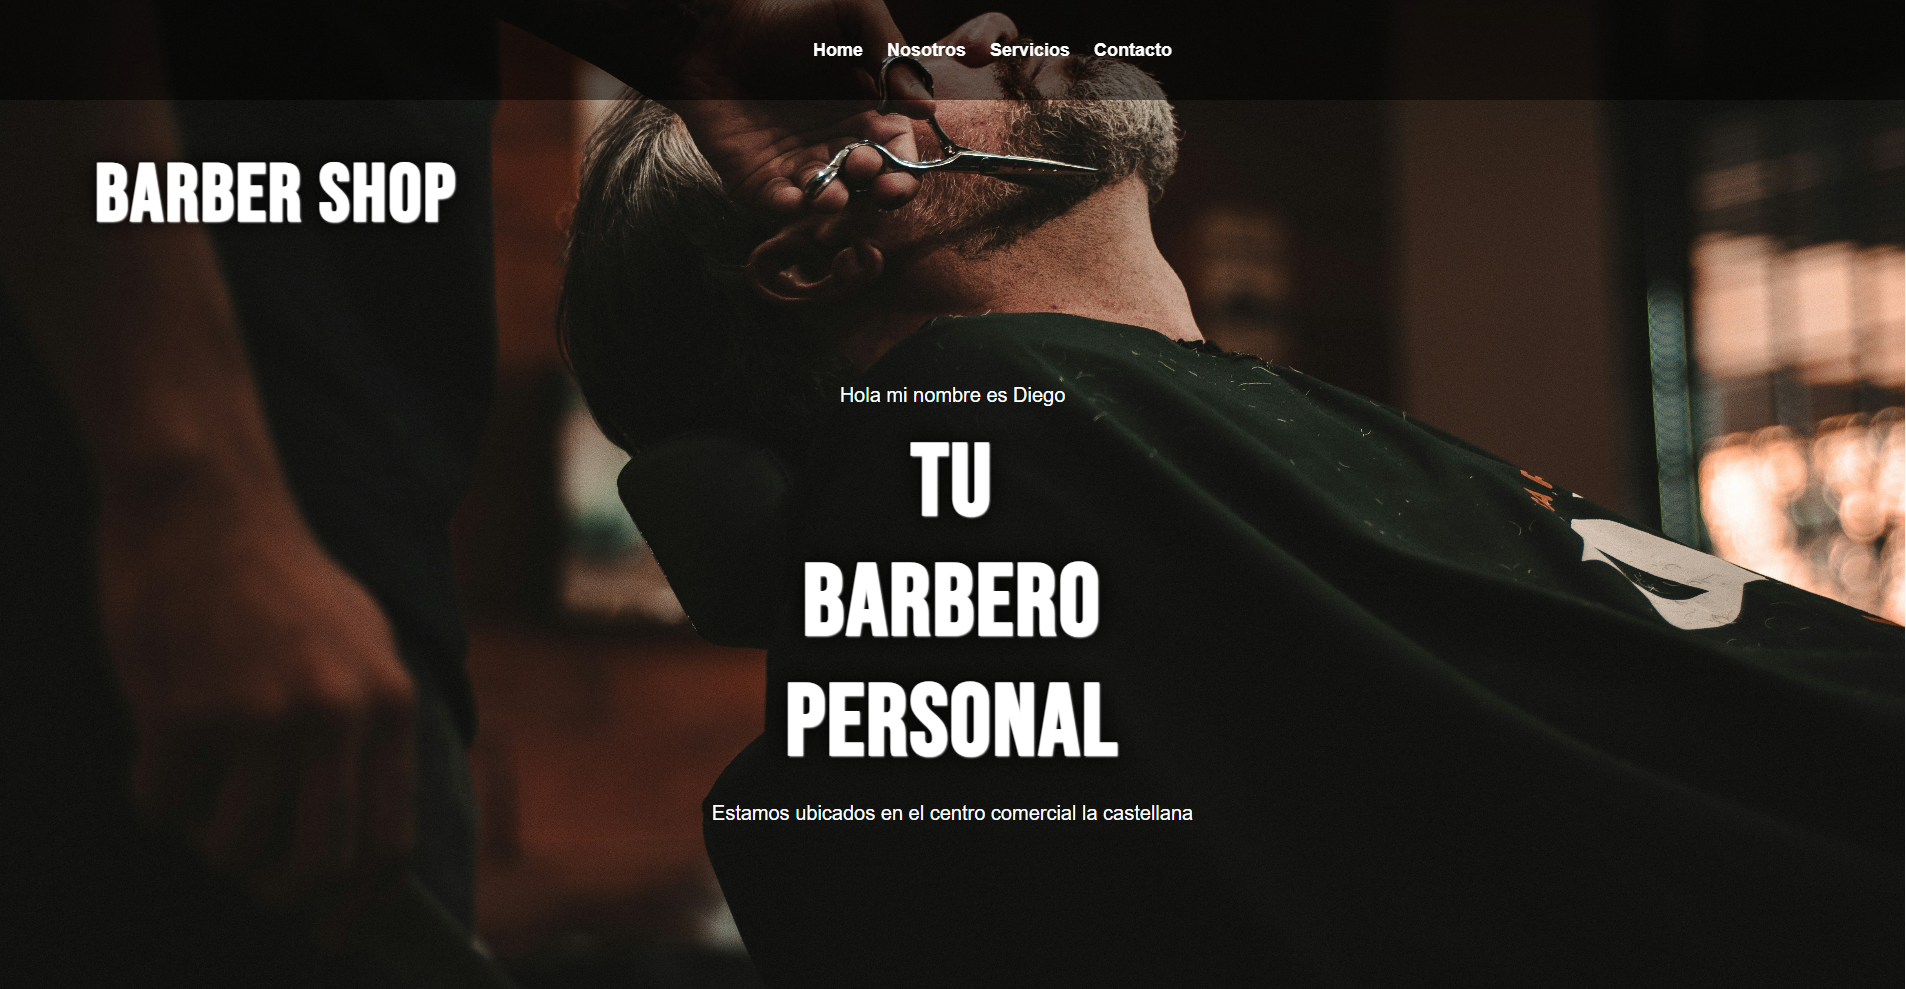 Home Nosotros Servicios Contacto
BARBER SHOP
Hola mi nombre es Diego
TU
BARBERO
PERSONAL
Estamos ubicados en el centro comercial la castellana